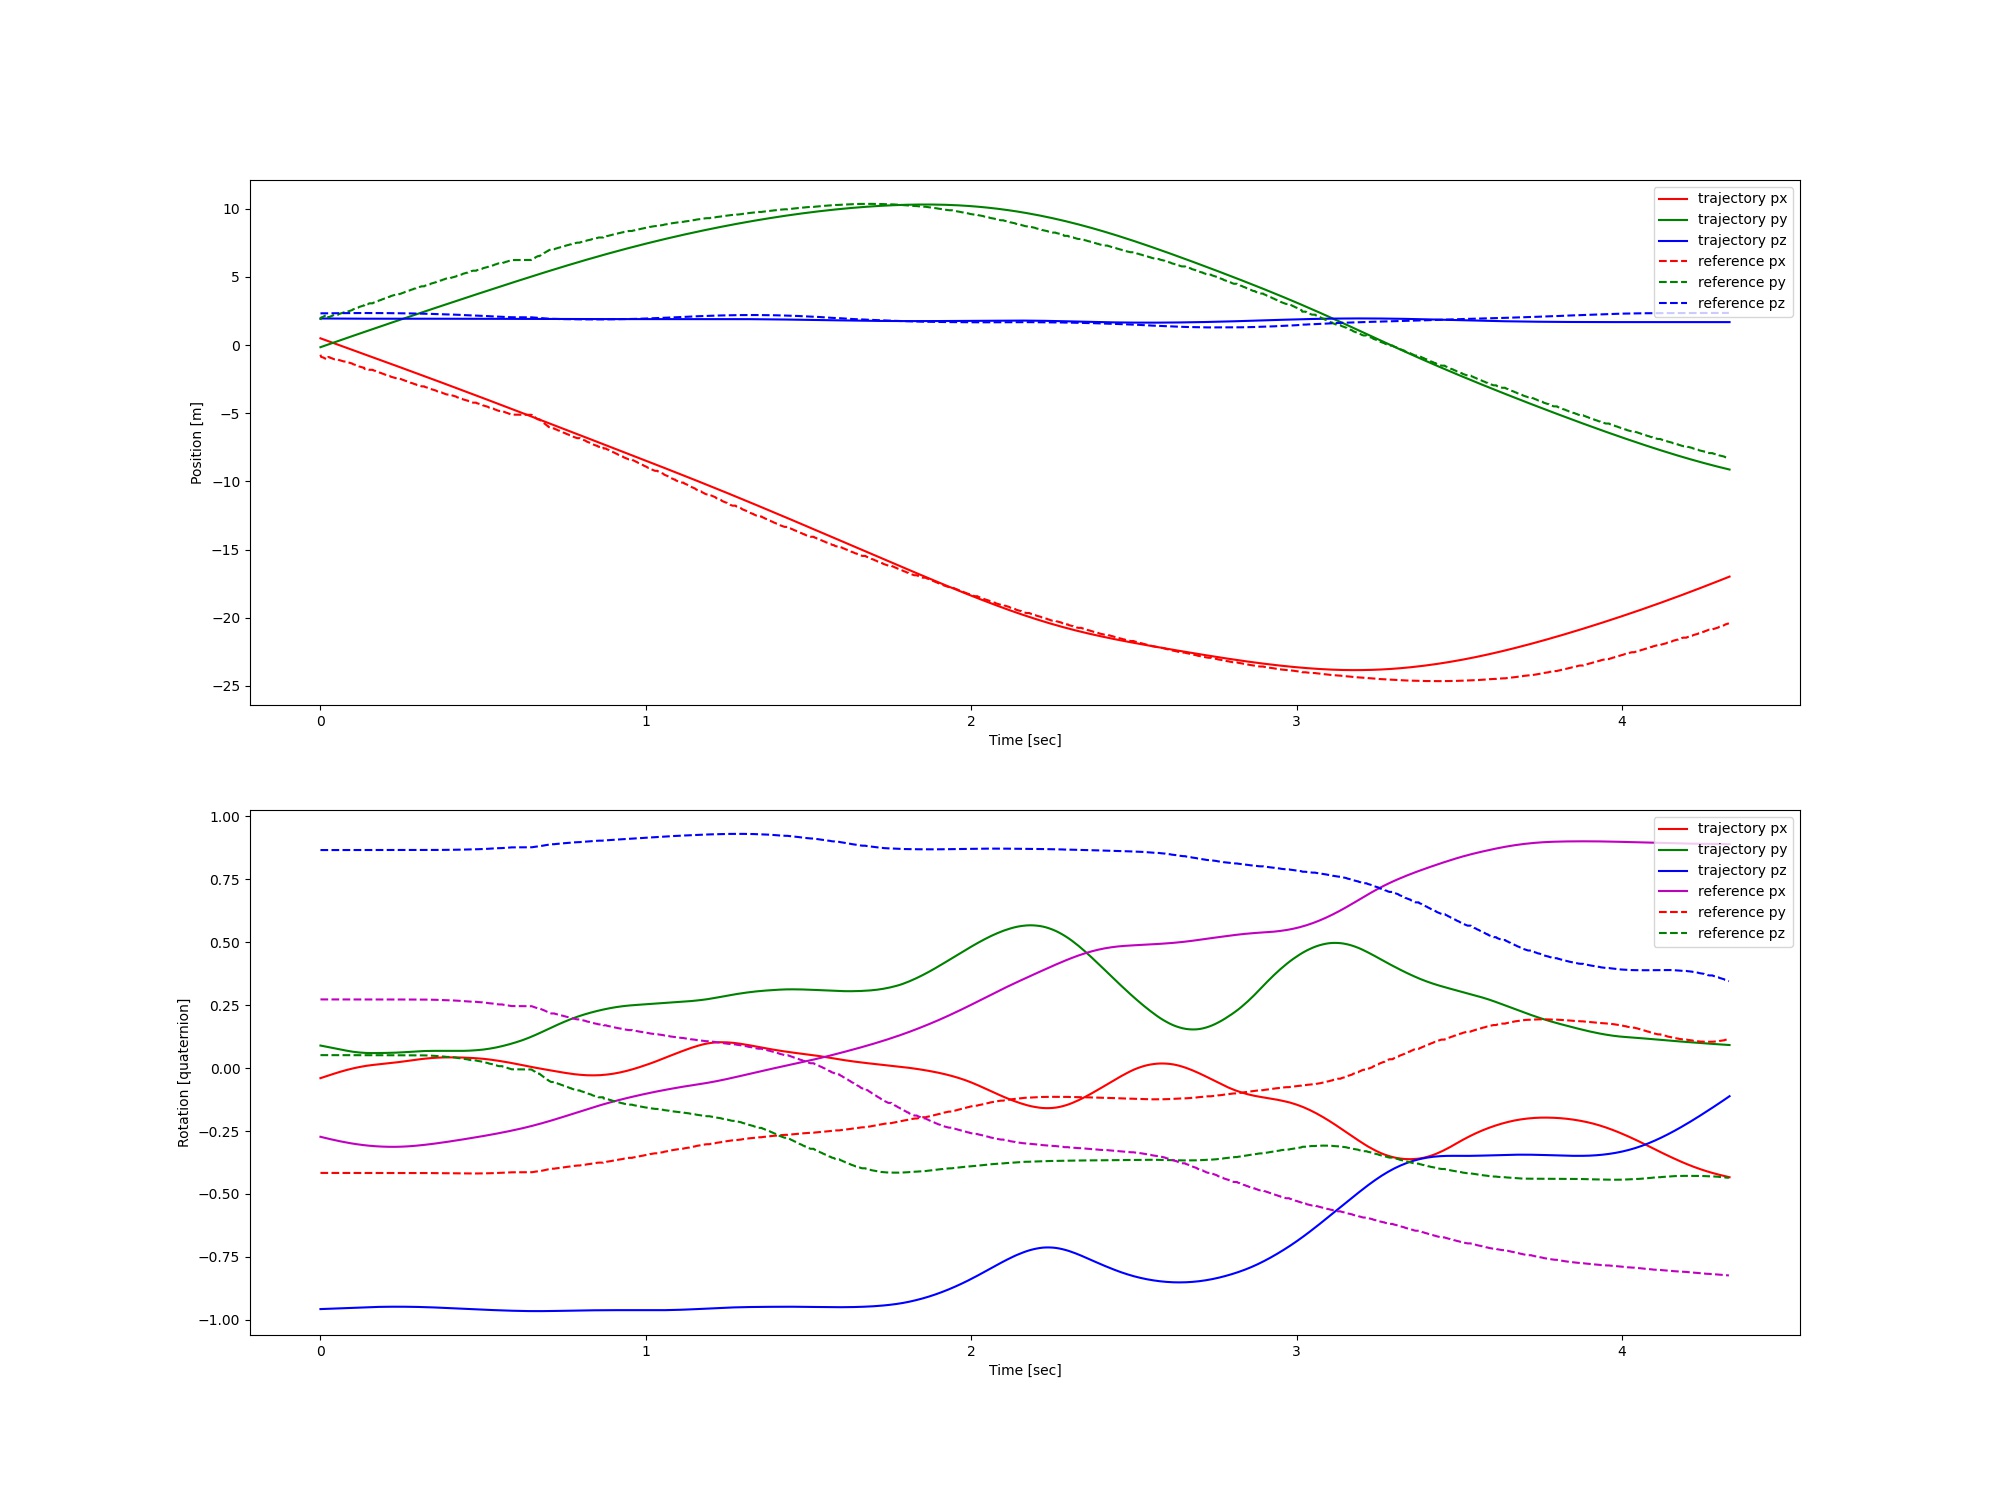 10
5
0
−5
−10
−15
−20
−25
Position [m]
trajectory px
trajectory py
trajectory pz
reference px
reference py
reference pz
0 1 2 3 4
Time [sec]
1.00
0.75
0.50
0.25
0.00
−0.25
−0.50
−0.75
−1.00
Rotation [quaternion]
trajectory px
trajectory py
trajectory pz
reference px
reference py
reference pz
0 1 2 3 4
Time [sec]